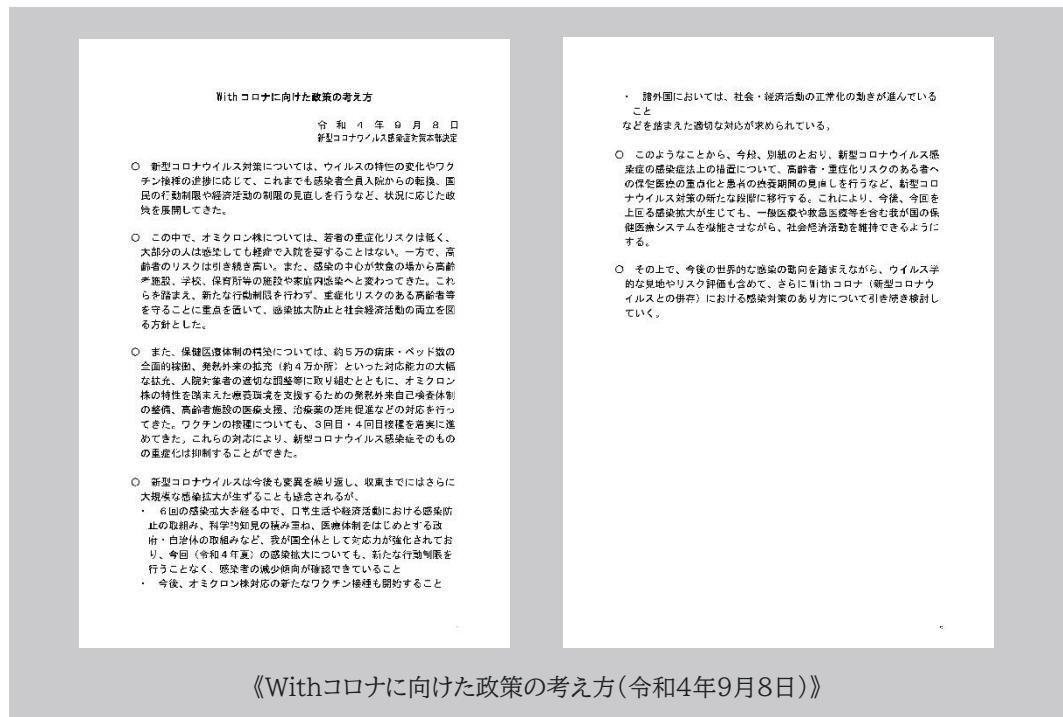 Withコロナに向けた政策の考え方
令和4年9月8日
新型コロナウイルス感染症対策本部決定
○ 新型コロナウイルス対策については、ウイルスの特性の変化やワク
チン接種の進捗に応じて、これまでも感染者全員入院からの転換、国
民の行動制限や経済活動の制限の見直しを行うなど、状況に応じた政
策を展開してきた。
○ この中で、オミクロン株については、若者の重症化リスクは低く、
大部分の人は感染しても軽症で入院を要することはない。一方で、高
齢者のリスクは引き続き高い。また、感染の中心が飲食の場から高齢
者施設、学校、保育所等の施設や家庭内感染へと変わってきた。これ
らを踏まえ、新たな行動制限を行わず、重症化リスクのある高齢者等
を守ることに重点を置いて、感染拡大防止と社会経済活動の両立を図
る方針とした。
○ また、保健医療体制の構築については、約5万の病床・ベッド数の
全面的稼働、発熱外来の拡充（約4万か所）といった対応能力の大幅
な拡充、入院対象者の適切な調整等に取り組むとともに、オミクロン
株の特性を踏まえた療養環境を支援するための発熱外来自己検査体制
の整備、高齢者施設の医療支援、治療薬の活用促進などの対応を行っ
てきた。ワクチンの接種についても、3回目・4回目接種を着実に進
めてきた。これらの対応により、新型コロナウイルス感染症そのもの
の重症化は抑制することができた。
○ 新型コロナウイルスは今後も変異を繰り返し、収束までにはさらに
大規模な感染拡大が生ずることも懸念されるが、
・ 6回の感染拡大を経る中で、日常生活や経済活動における感染防
止の取組み、科学的知見の積み重ね、医療体制をはじめとする政
府・自治体の取組みなど、我が国全体として対応力が強化されてお
り、今回（令和4年夏）の感染拡大についても、新たな行動制限を
行うことなく、感染者の減少傾向が確認できていること
・ 今後、オミクロン株対応の新たなワクチン接種も開始すること
・ 諸外国においては、社会・経済活動の正常化の動きが進んでいる
こと
などを踏まえた適切な対応が求められている。
○ このようなことから、今般、別紙のとおり、新型コロナウイルス感
染症の感染症法上の措置について、高齢者・重症化リスクのある者へ
の保健医療の重点化と患者の療養期間の見直しを行うなど、新型コロ
ナウイルス対策の新たな段階に移行する。これにより、今後、今回を
上回る感染拡大が生じても、一般医療や救急医療等を含む我が国の保
健医療システムを機能させながら、社会経済活動を維持できるように
する。
○ その上で、今後の世界的な感染の動向を踏まえながら、ウイルス学
的な見地やリスク評価も含めて、さらにWithコロナ（新型コロナウ
イルスとの併存）における感染対策のあり方について引き続き検討し
ていく。
《Withコロナに向けた政策の考え方(令和4年9月8日)》